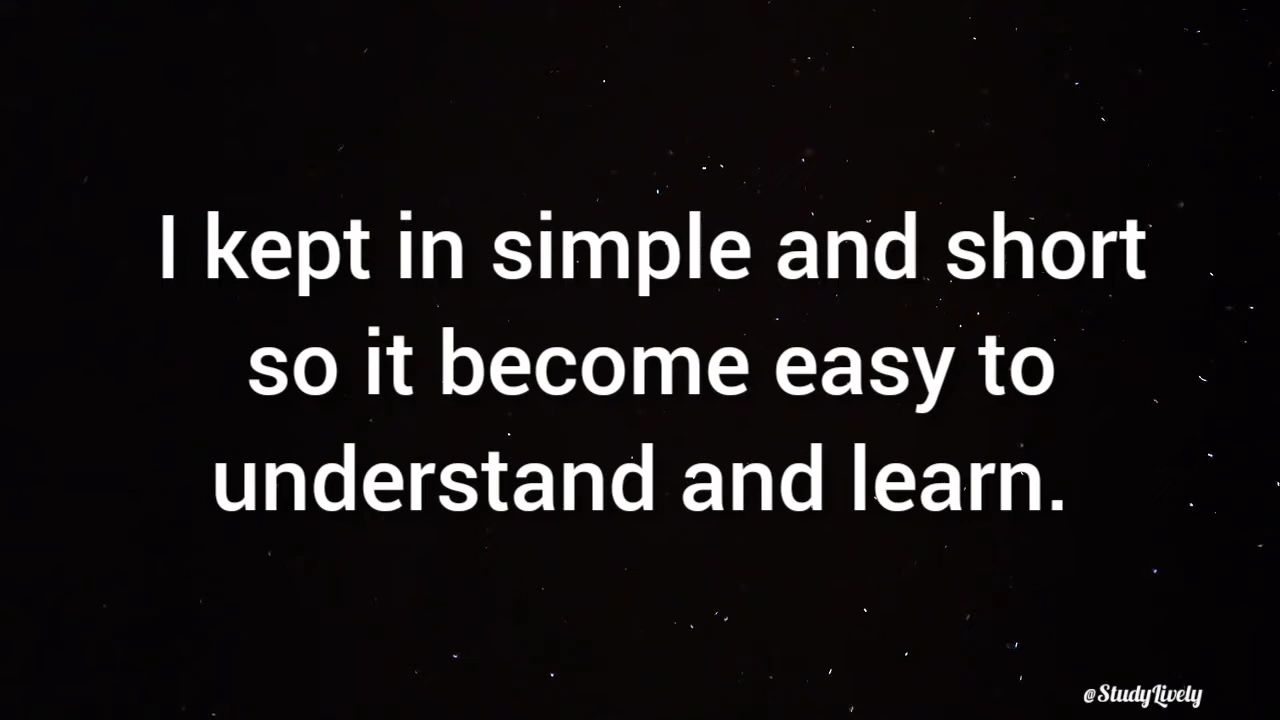 I kept in simple and short
so it become easy to
understand and learn.
@StudyLively